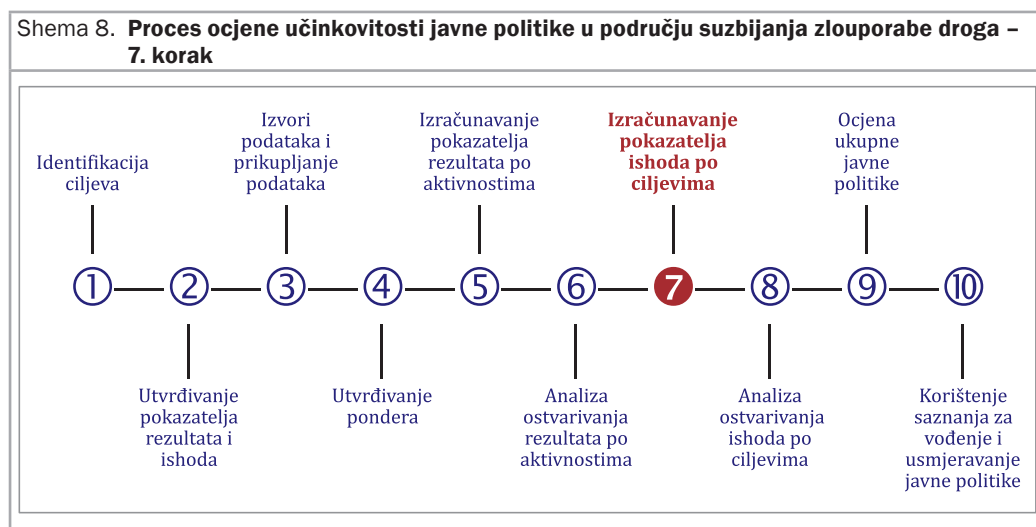 Shema 8. Proces ocjene učinkovitosti javne politike u području suzbijanja zlouporabe droga –
7. korak
Identifikacija
ciljeva
Izvori
podataka i
prikupljanje
podataka
Izračunavanje
pokazatelja
rezultata po
aktivnostima
Izračunavanje
pokazatelja
ishoda po
ciljevima
Ocjena
ukupne
javne
politike
1
2
3
4
5
6
7
8
9
10
Utvrđivanje
pokazatelja
rezultata i
ishoda
Utvrđivanje
pondera
Analiza
ostvarivanja
rezultata po
aktivnostima
Analiza
ostvarivanja
ishoda po
ciljevima
Korištenje
saznanja za
vođenje i
usmjeravanje
javne politike